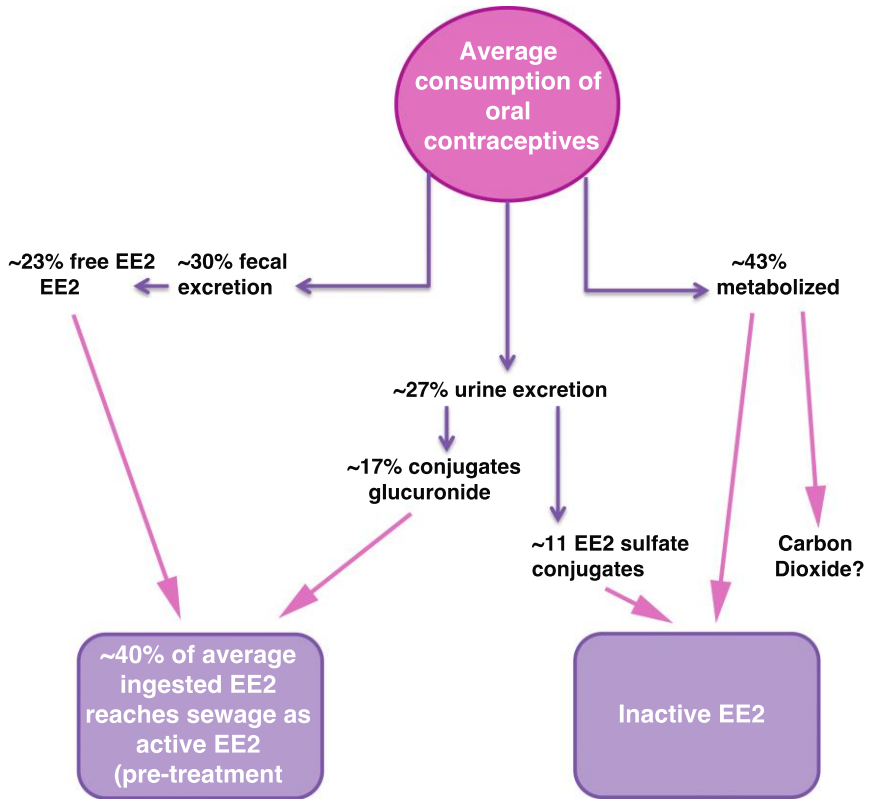 Average
consumption of
oral
contraceptives
~23% free EE2
EE2
~30% fecal
excretion
~43%
metabolized
~27% urine excretion
~17% conjugates
glucuronide
~11 EE2 sulfate
conjugates
Carbon
Dioxide?
~40% of average
ingested EE2
reaches sewage as
active EE2
(pre-treatment
Inactive EE2